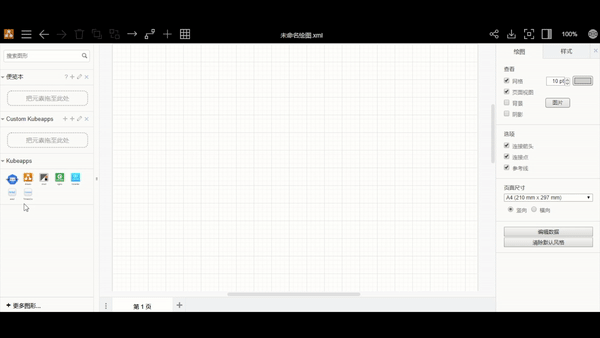 未命名绘图.xml
100%
搜索图形
便笺本
把元素拖至此处
Custom Kubeapps
把元素拖至此处
Kubeapps
更多图形...
第 1 页
绘图
样式
查看
网格
10 pt
页面视图
背景
图片
阴影
选项
连接箭头
连接点
参考线
页面尺寸
A4 (210 mm x 297 mm)
竖向
横向
编辑数据
清除默认风格